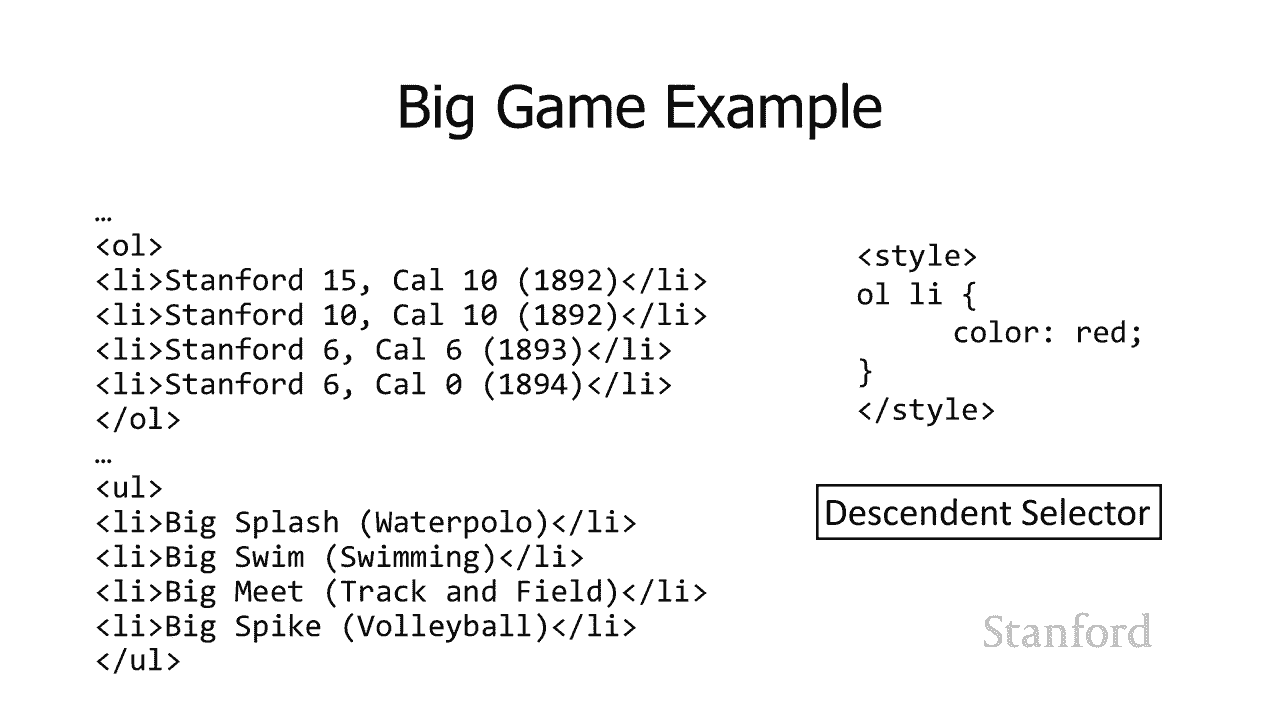 Big Game Example
…
<ol>
<li>Stanford 15, Cal 10 (1892)</li>
<li>Stanford 10, Cal 10 (1892)</li>
<li>Stanford 6, Cal 6 (1893)</li>
<li>Stanford 6, Cal 0 (1894)</li>
</ol>
…
<ul>
<li>Big Splash (Waterpolo)</li>
<li>Big Swim (Swimming)</li>
<li>Big Meet (Track and Field)</li>
<li>Big Spike (Volleyball)</li>
</ul>
<style>
ol li {
color: red;
}
</style>
Descendent Selector
Stanford